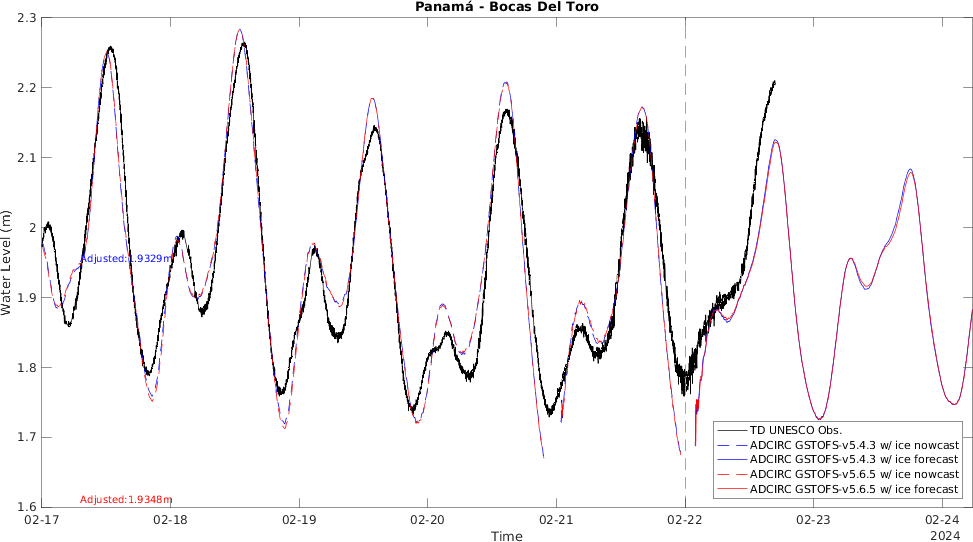 Panamá - Bocas Del Toro
Water Level (m)
2.3
2.2
2.1
2
1.9
1.8
1.7
1.6
Adjusted:1.9329m
Adjusted:1.9348m
TD UNESCO Obs.
ADCIRC GSTOFS-v5.4.3 w/ ice nowcast
ADCIRC GSTOFS-v5.4.3 w/ ice forecast
ADCIRC GSTOFS-v5.6.5 w/ ice nowcast
ADCIRC GSTOFS-v5.6.5 w/ ice forecast
02-17 02-18 02-19 02-20 02-21 02-22 02-23 02-24
Time
2024